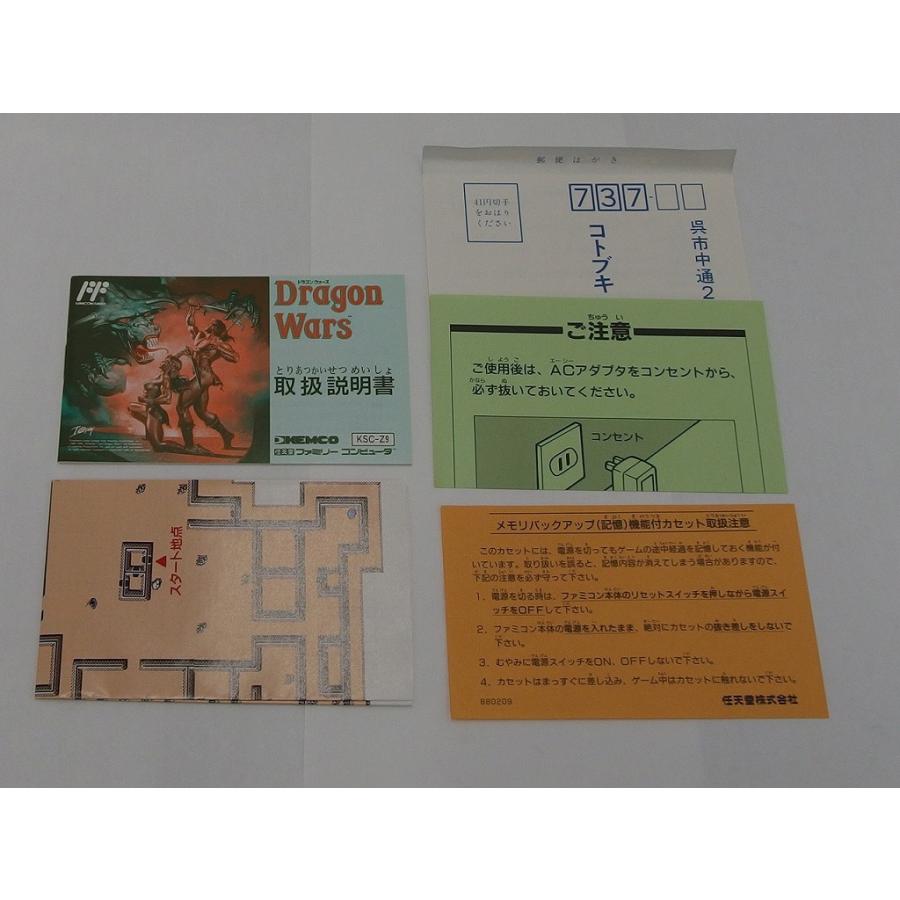 FAMICOM FAMILY
ドラゴンウォーズ
Dragon
Wars
TM
とりあつかいせつめいしょ
取扱説明書
KEMCO
KSC-Z9
任天堂 ファミリー コンピュータ
スタート地点
郵便はがき
41円切手
をおはり
ください
737-
呉市中通2
コトブキ
ちゅうい
ご注意
しようご
エーシー
ご使用後は、ACアダプタをコンセントから、
かなら
ぬ
必ず抜いておいてください。
コンセント
メモリバックアップ(記憶)機能付カセット取扱注意
このカセットには、電源を切ってもゲームの途中経過を記憶しておく機能が付
いています。取り扱いを誤ると、記憶内容が消えてしまう場合がありますので、
下記の注意を必ず守って下さい。
1. 電源を切る時は、ファミコン本体のリセットスイッチを押しながら電源スイ
ッチをOFFして下さい。
2. ファミコン本体の電源を入れたまま、絶対にカセットの抜き差しをしないで
下さい。
3. むやみに電源スイッチをON、OFFしないで下さい。
4. カセットはまっすぐに差し込み、ゲーム中はカセットに触れないで下さい。
880209
任天堂株式会社